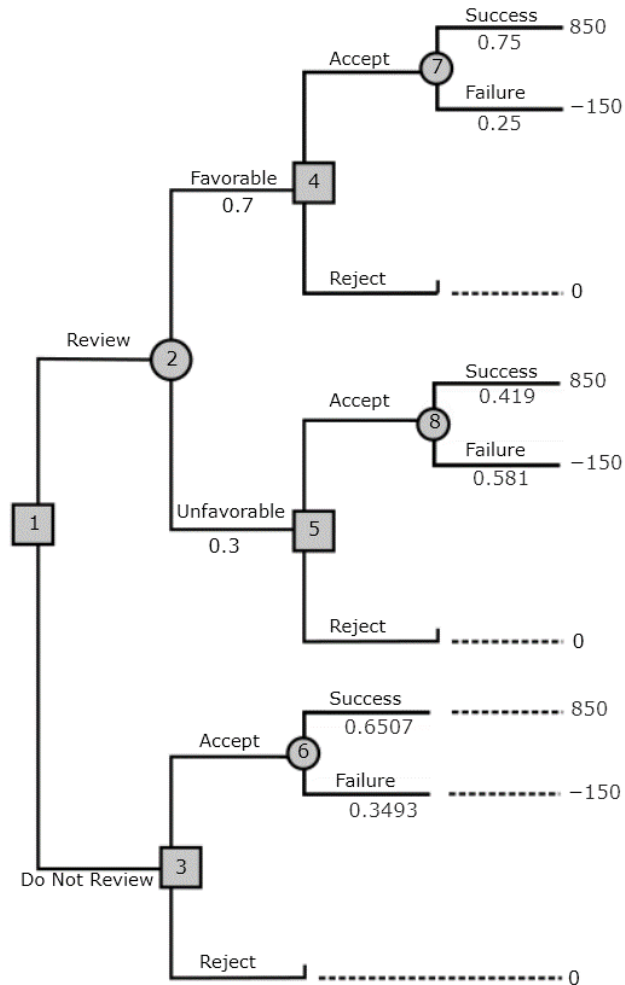 Success
850
0.75
Accept
7
Failure
−150
0.25
Favorable
4
0.7
Reject
0
Review
2
Success
850
0.419
Accept
8
Failure
−150
0.581
Unfavorable
5
0.3
1
Reject
0
Success
850
0.6507
Accept
6
Failure
−150
0.3493
3
Do Not Review
Reject
0